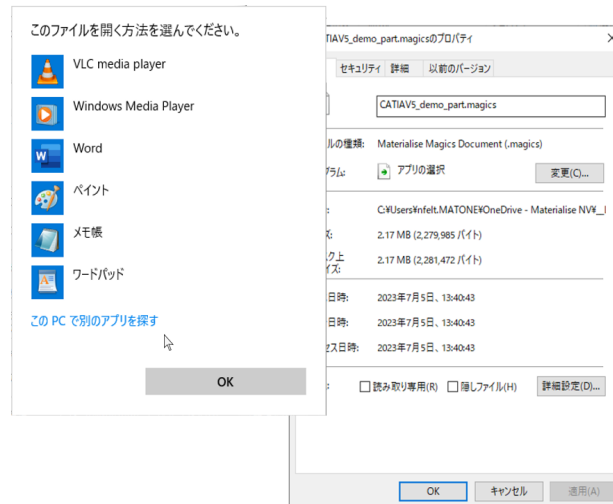 このファイルを開く方法を選んでください。
VLC media player
Windows Media Player
Word
ペイント
メモ帳
ワードパッド
この PC で別のアプリを探す
OK
TIAV5_demo_part.magicsのプロパティ
セキュリティ 詳細 以前のバージョン
CATIAV5_demo_part.magics
ルの種類: Materialise Magics Document (.magics)
ラム: アプリの選択 変更(C)...
C:¥Users¥nfelt.MATONE¥OneDrive - Materialise NV¥
2.17 MB (2,279,985 バイト)
ク上
イズ: 2.17 MB (2,281,472 バイト)
日時: 2023年7月5日、13:40:43
日時: 2023年7月5日、13:40:43
セス日時: 2023年7月5日、13:40:43
読み取り専用(R) 隠しファイル(H) 詳細設定(D)...
OK キャンセル 適用(A)